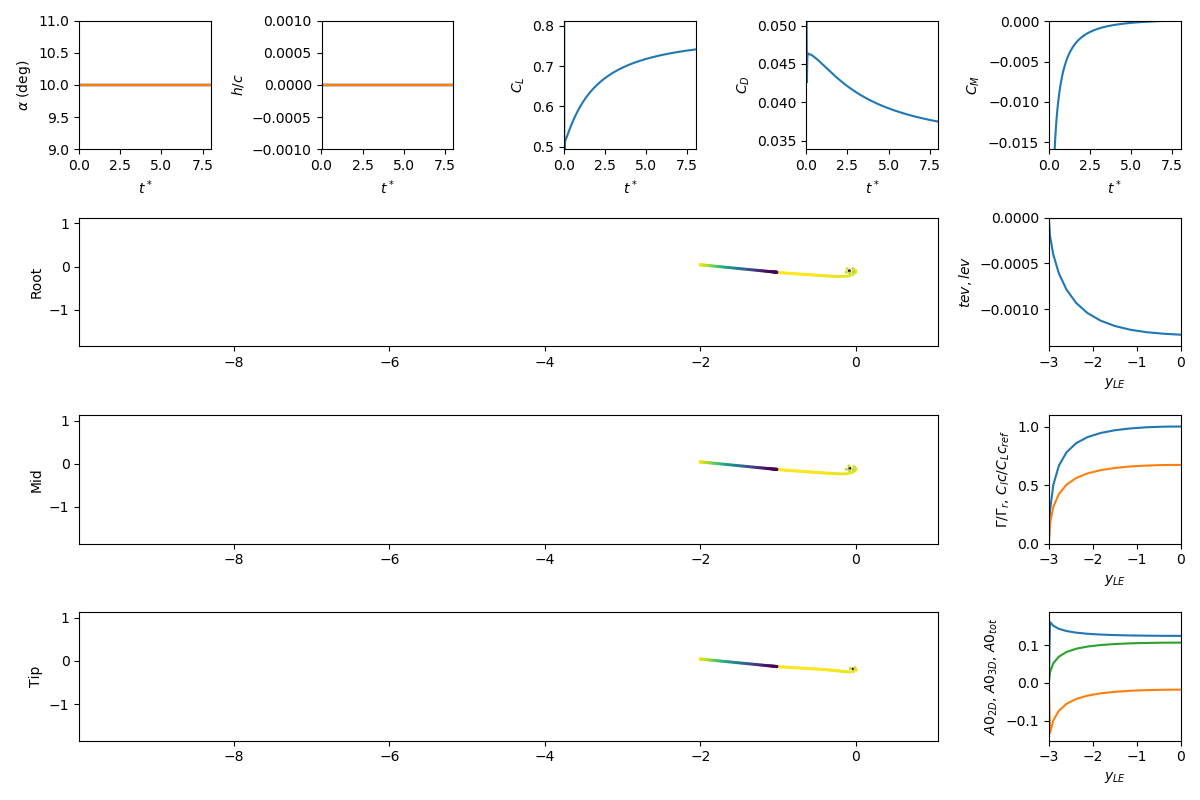 11.0
10.5
10.0
9.5
9.0
α (deg)
0.0 2.5 5.0 7.5
t*
0.0010
0.0005
0.0000
−0.0005
−0.0010
h/c
0.0 2.5 5.0 7.5
t*
0.8
0.7
0.6
0.5
C_L
0.0 2.5 5.0 7.5
t*
0.050
0.045
0.040
0.035
C_D
0.0 2.5 5.0 7.5
t*
0.000
−0.005
−0.010
−0.015
C_M
0.0 2.5 5.0 7.5
t*
1
0
−1
Root
−8 −6 −4 −2 0
0.0000
−0.0005
−0.0010
tev, lev
−3 −2 −1 0
y_LE
1
0
−1
Mid
−8 −6 −4 −2 0
1.0
0.5
0.0
Γ/Γ_r, C_l c/C_L c_ref
−3 −2 −1 0
y_LE
1
0
−1
Tip
−8 −6 −4 −2 0
0.1
0.0
−0.1
A0_2D, A0_3D, A0_tot
−3 −2 −1 0
y_LE